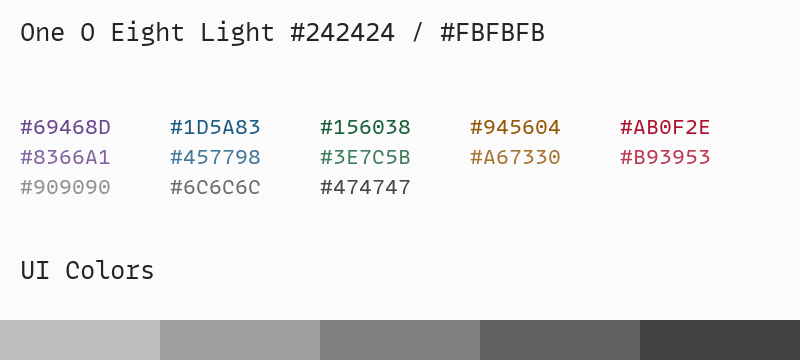 One O Eight Light #242424 / #FBFBFB
#69468D #1D5A83 #156038 #945604 #AB0F2E
#8366A1 #457798 #3E7C5B #A67330 #B93953
#909090 #6C6C6C #474747
UI Colors